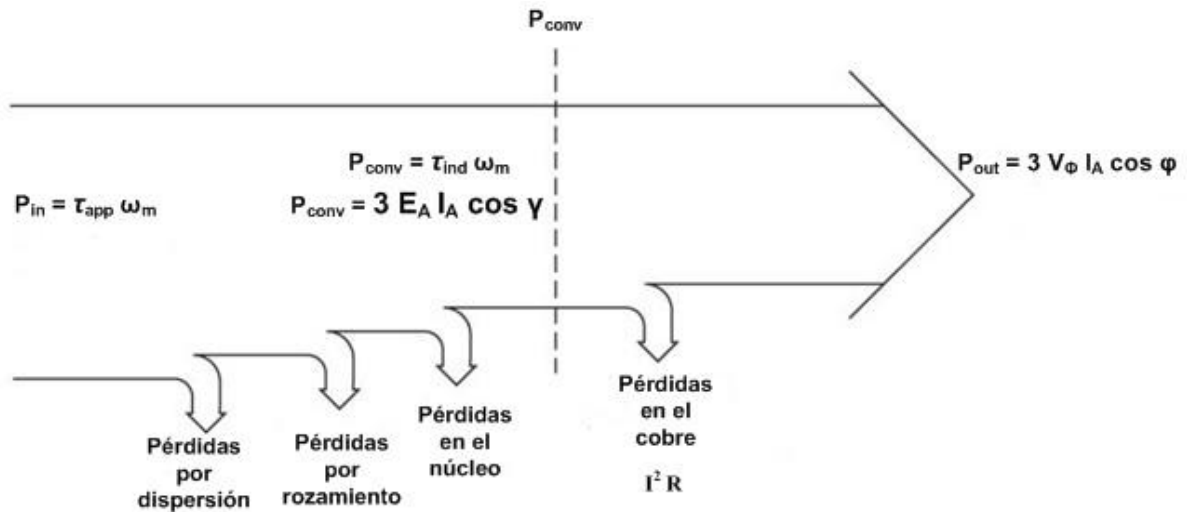 P_conv
P_conv = τ_ind ω_m
P_out = 3 V_Φ I_A cos φ
P_in = τ_app ω_m
P_conv = 3 E_A I_A cos γ
Pérdidas
por
dispersión
Pérdidas
por
rozamiento
Pérdidas
en el
núcleo
Pérdidas
en el
cobre
I² R